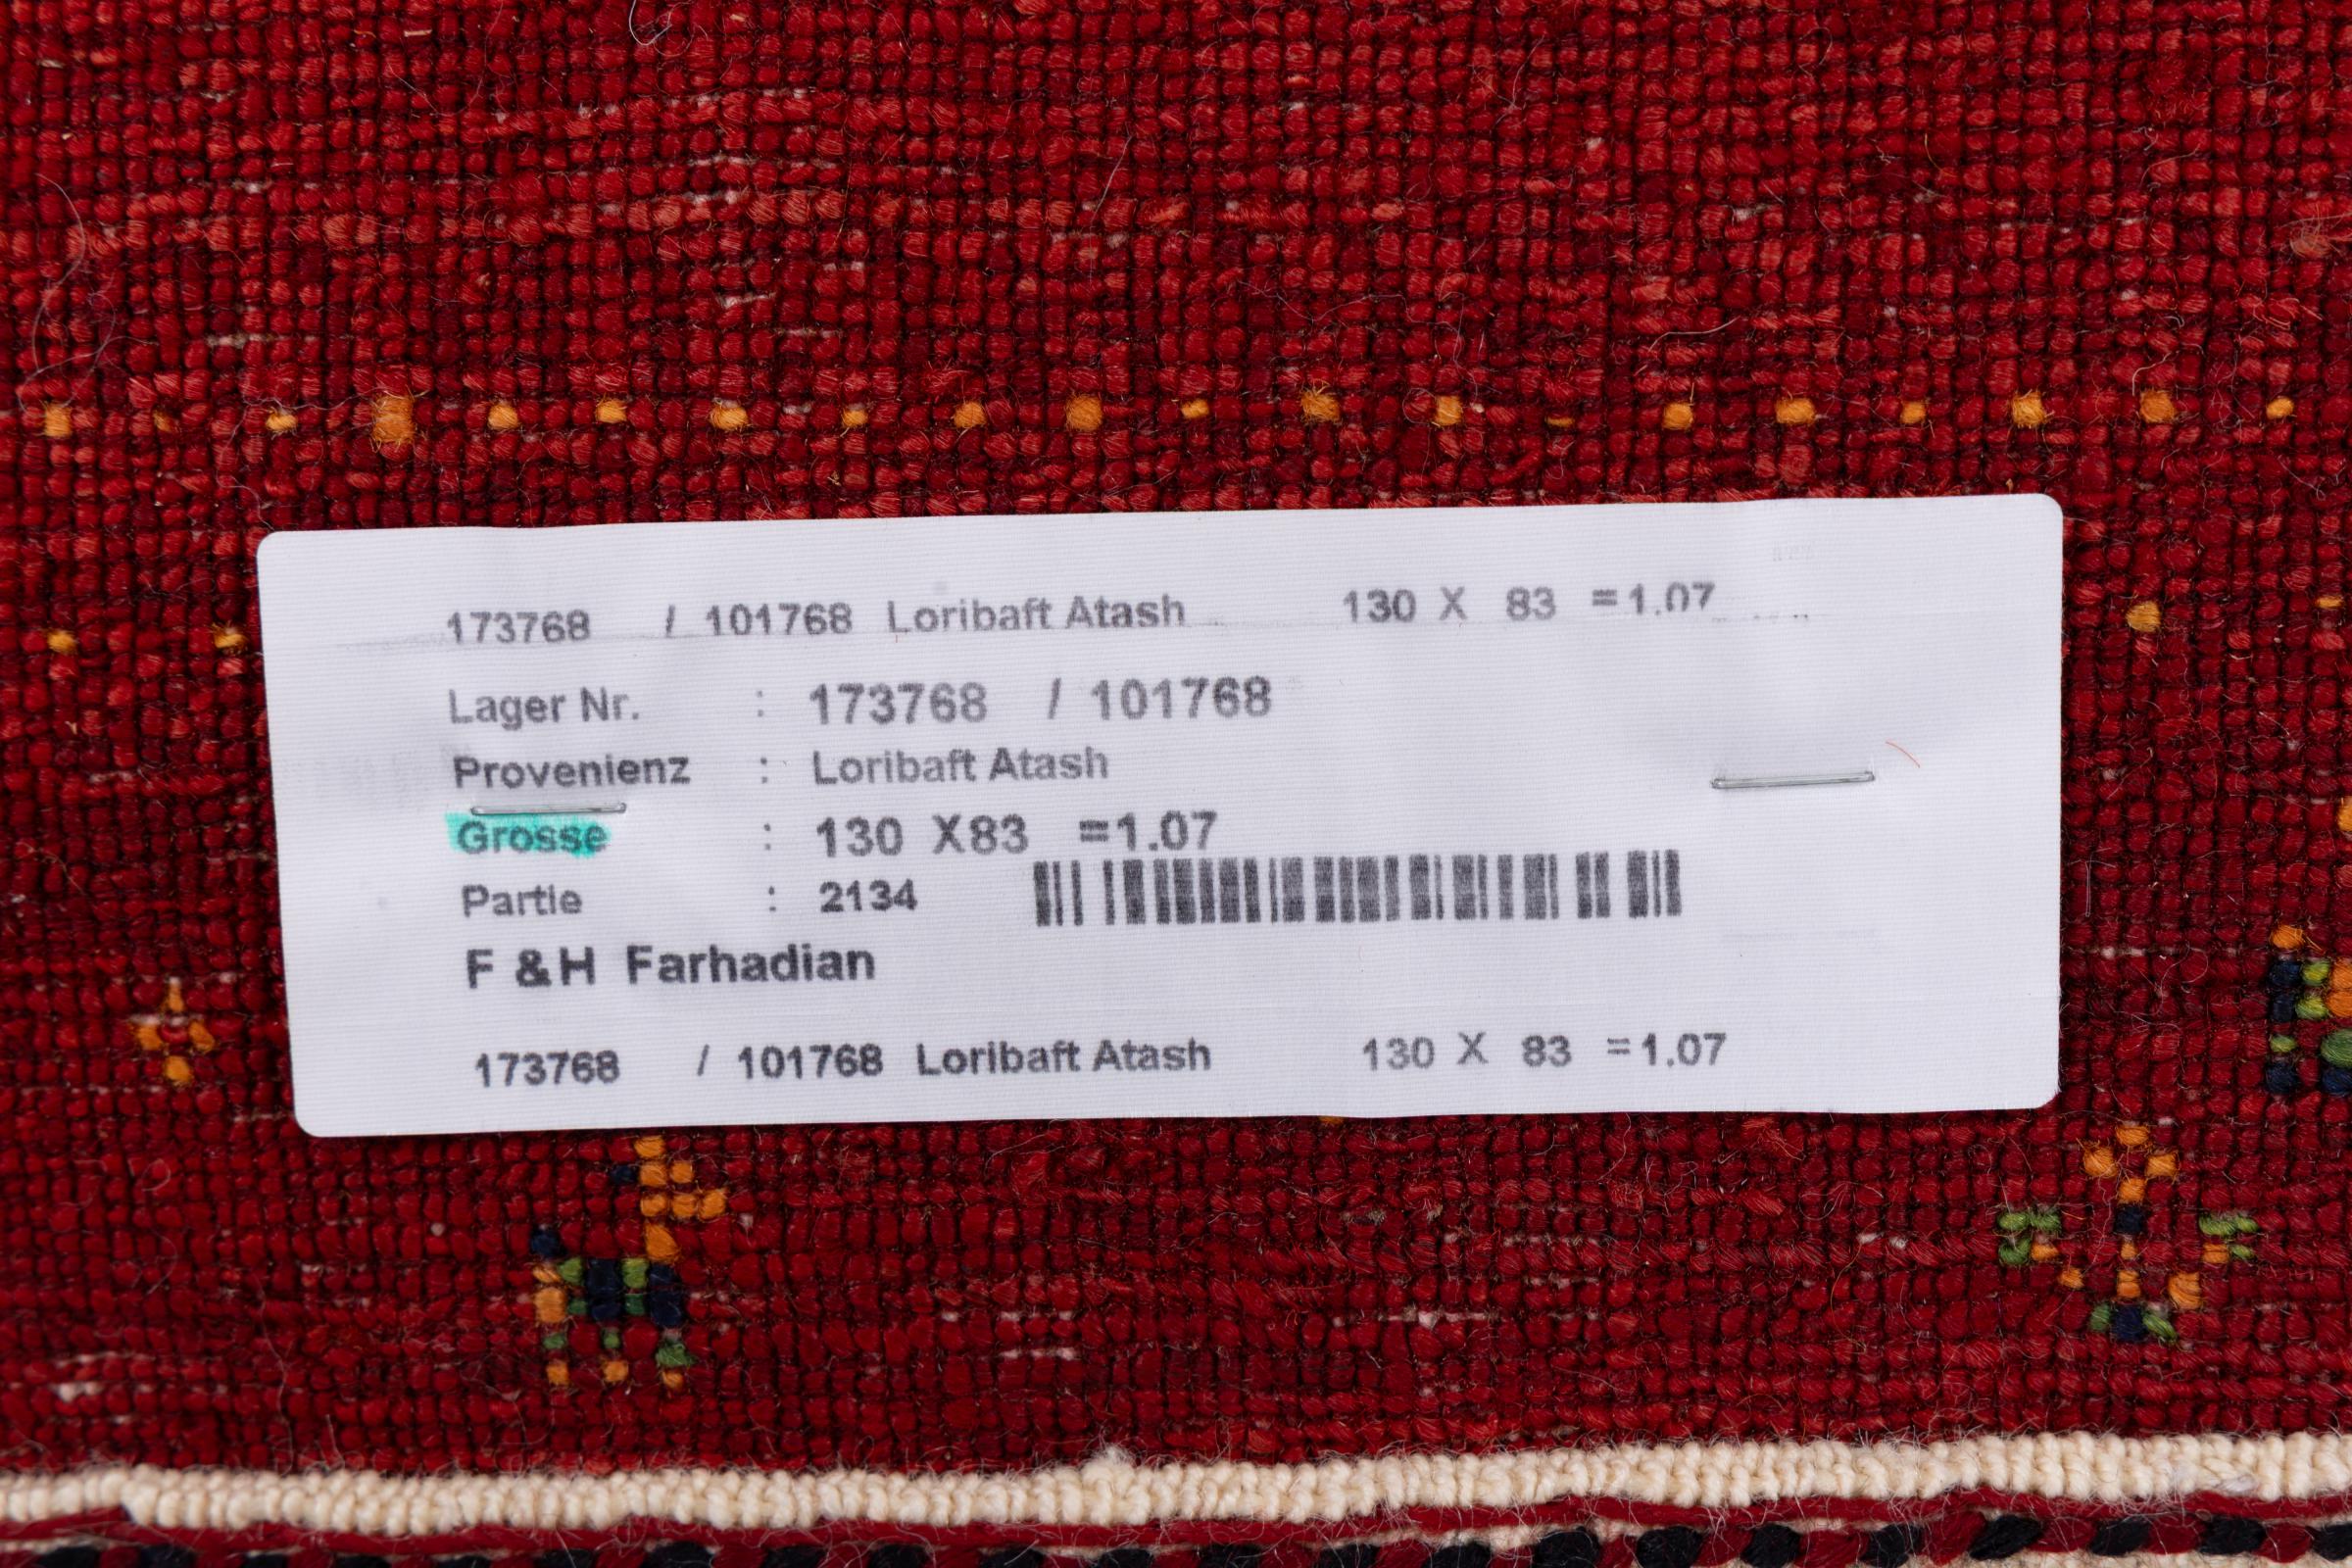 173768 / 101768 Loribaft Atash 130 X 83 =1.07
Lager Nr. : 173768 / 101768
Provenienz : Loribaft Atash
Grosse : 130 X83 =1.07
Partie : 2134
F &H Farhadian
173768 / 101768 Loribaft Atash 130 X 83 =1.07